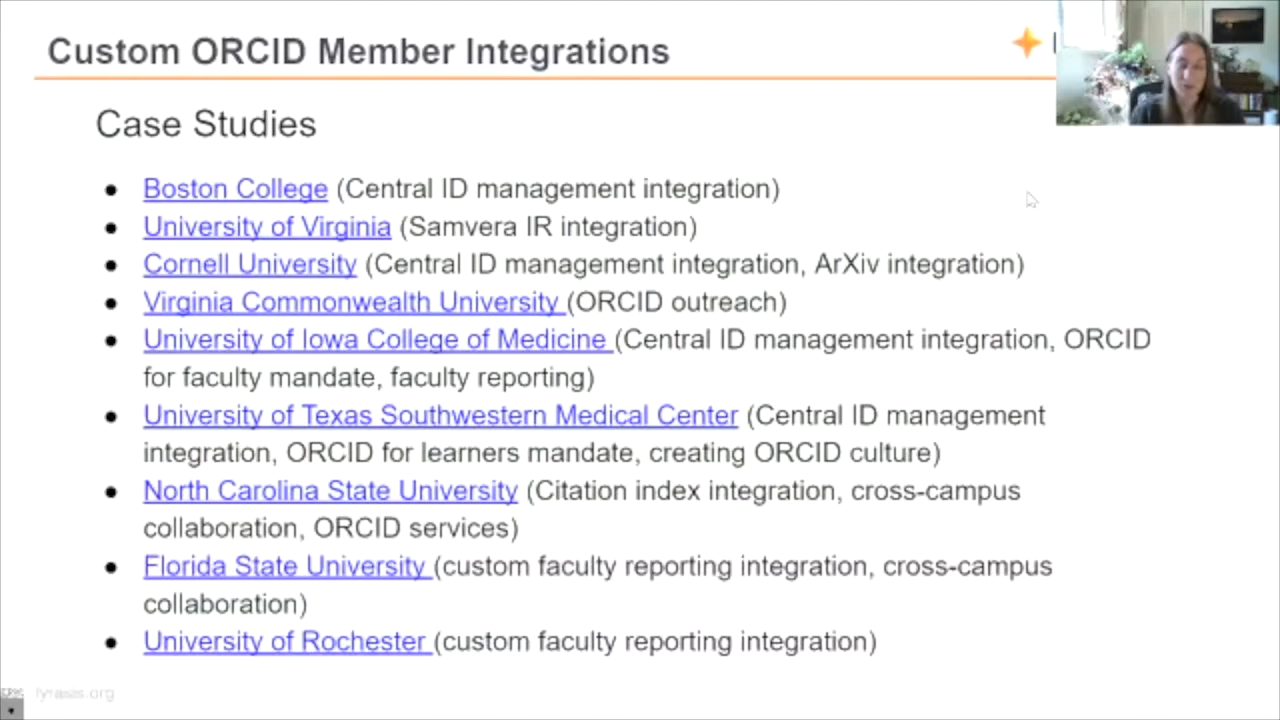 Custom ORCID Member Integrations
Case Studies
● Boston College (Central ID management integration)
● University of Virginia (Samvera IR integration)
● Cornell University (Central ID management integration, ArXiv integration)
● Virginia Commonwealth University (ORCID outreach)
● University of Iowa College of Medicine (Central ID management integration, ORCID
for faculty mandate, faculty reporting)
● University of Texas Southwestern Medical Center (Central ID management
integration, ORCID for learners mandate, creating ORCID culture)
● North Carolina State University (Citation index integration, cross-campus
collaboration, ORCID services)
● Florida State University (custom faculty reporting integration, cross-campus
collaboration)
● University of Rochester (custom faculty reporting integration)
lyrasis.org